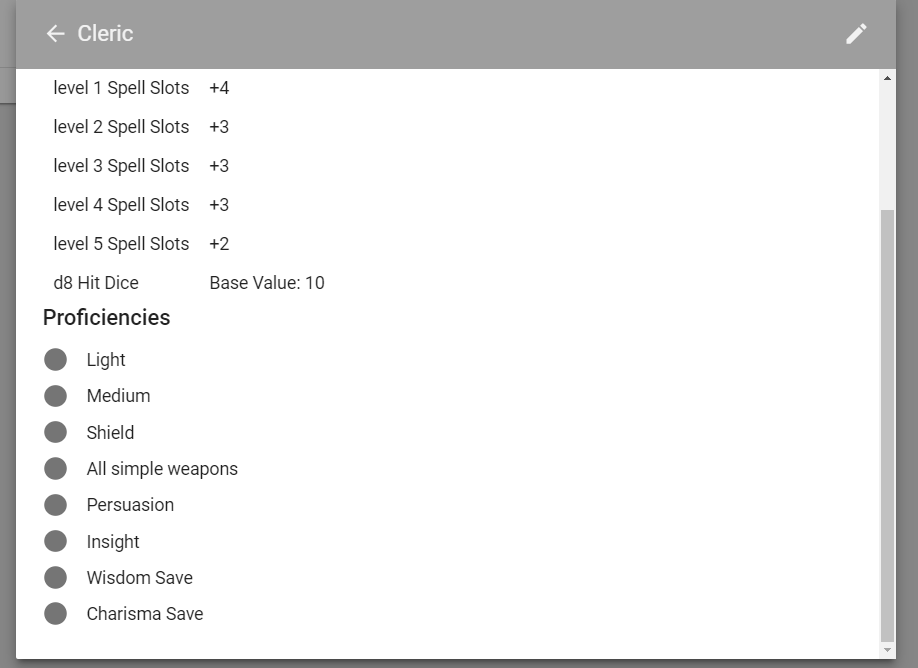 Cleric
level 1 Spell Slots +4
level 2 Spell Slots +3
level 3 Spell Slots +3
level 4 Spell Slots +3
level 5 Spell Slots +2
d8 Hit Dice Base Value: 10
Proficiencies
Light
Medium
Shield
All simple weapons
Persuasion
Insight
Wisdom Save
Charisma Save